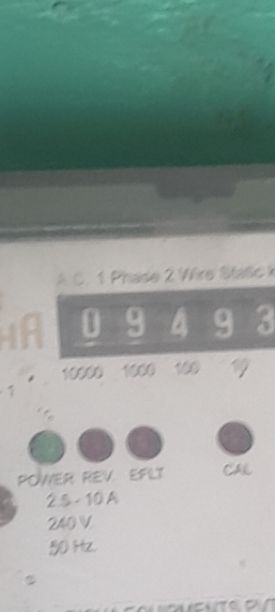 A.C. 1 Phase 2 Wire Static
0 9 4 9 3
10000 1000 100 10
POWER REV. EFLT CAL
2.5-10 A
240 V.
50 Hz.